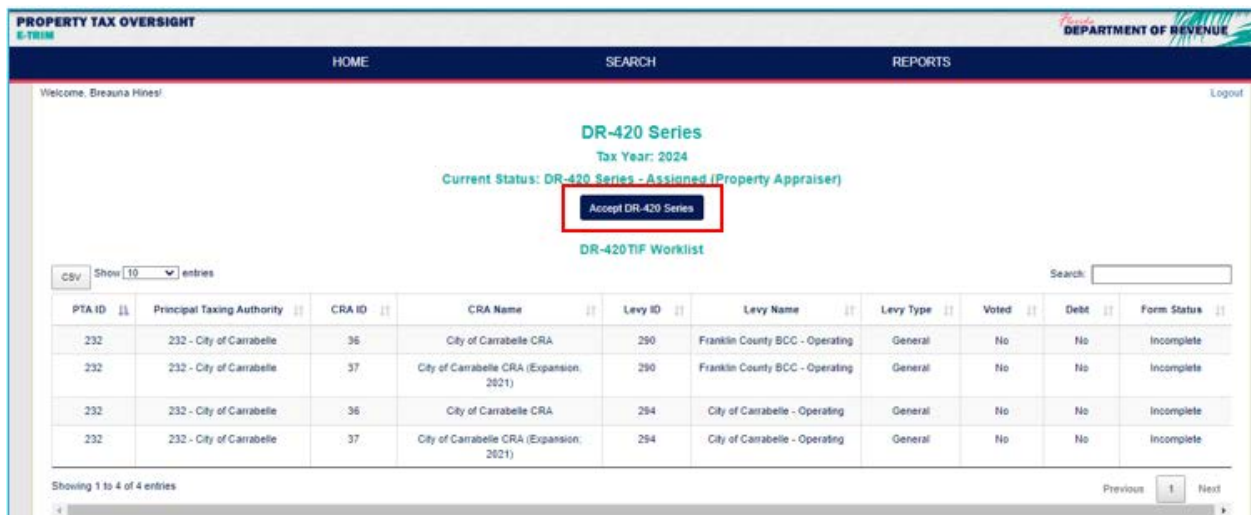 PROPERTY TAX OVERSIGHT
E-TRIM
Florida
DEPARTMENT OF REVENUE
HOME SEARCH REPORTS
Welcome, Breauna Hines!
Logout
DR-420 Series
Tax Year: 2024
Current Status: DR-420 Series - Assigned (Property Appraiser)
Accept DR-420 Series
DR-420TIF Worklist
CSV Show 10 entries Search:
PTA ID Principal Taxing Authority CRA ID CRA Name Levy ID Levy Name Levy Type Voted Debt Form Status
232 232 - City of Carrabelle 36 City of Carrabelle CRA 290 Franklin County BCC - Operating General No No Incomplete
232 232 - City of Carrabelle 37 City of Carrabelle CRA (Expansion; 290 Franklin County BCC - Operating General No No Incomplete
2021)
232 232 - City of Carrabelle 36 City of Carrabelle CRA 294 City of Carrabelle - Operating General No No Incomplete
232 232 - City of Carrabelle 37 City of Carrabelle CRA (Expansion; 294 City of Carrabelle - Operating General No No Incomplete
2021)
Showing 1 to 4 of 4 entries
Previous 1 Next